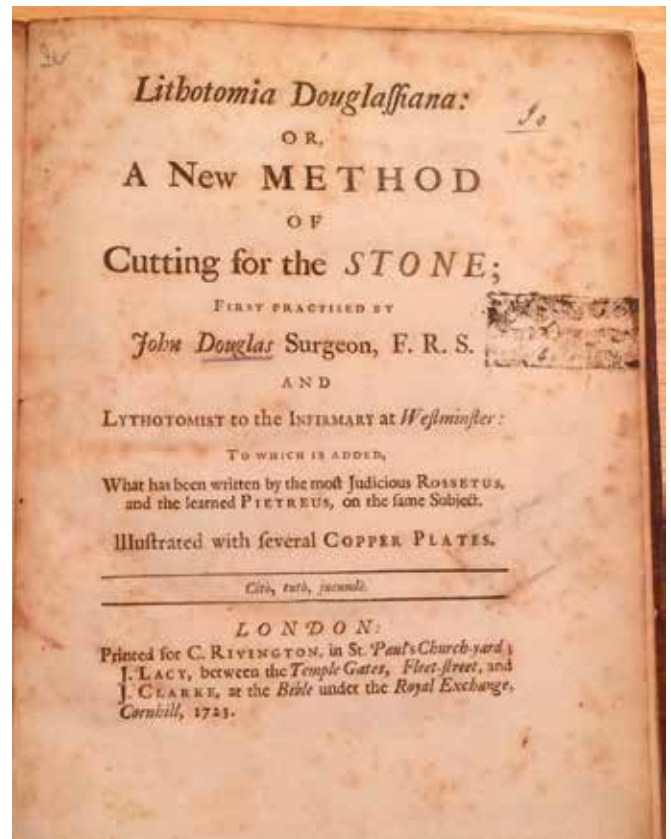 Lithotomia Douglaſſiana:
OR,
A New METHOD
OF
Cutting for the STONE;
FIRST PRACTISED BY
John Douglas Surgeon, F. R. S.
AND
LYTHOTOMIST to the INFIRMARY at Weſtminſter:
TO WHICH IS ADDED,
What has been written by the moſt Judicious ROSSETUS,
and the learned PIETREUS, on the ſame Subject.
Illuſtrated with ſeveral COPPER PLATES.
Citò, tutò, jucundè.
LONDON:
Printed for C. RIVINGTON, in St. Paul's Church-yard;
J. LACY, between the Temple Gates, Fleet-ſtreet, and
J. CLARKE, at the Bible under the Royal Exchange,
Cornhill, 1723.